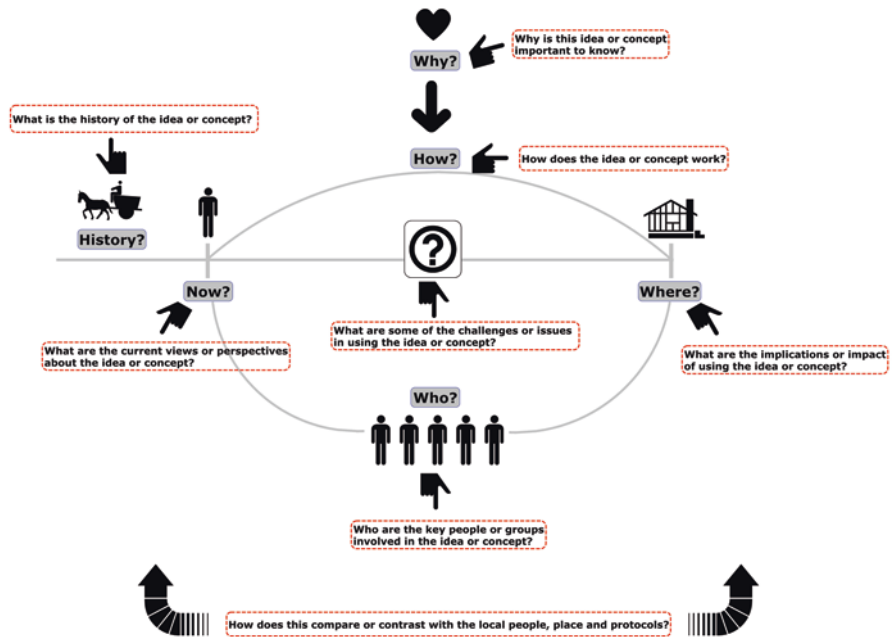 Why?
Why is this idea or concept
important to know?
What is the history of the idea or concept?
How?
How does the idea or concept work?
History?
?
Now?
Where?
What are some of the challenges or issues
in using the idea or concept?
What are the current views or perspectives
about the idea or concept?
What are the implications or impact
of using the idea or concept?
Who?
Who are the key people or groups
involved in the idea or concept?
How does this compare or contrast with the local people, place and protocols?